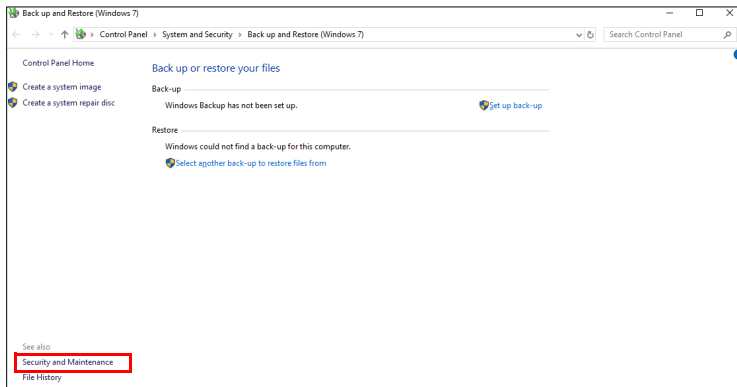 Back up and Restore (Windows 7)
Control Panel > System and Security > Back up and Restore (Windows 7)
Search Control Panel
Control Panel Home
Create a system image
Create a system repair disc
Back up or restore your files
Back-up
Windows Backup has not been set up.
Set up back-up
Restore
Windows could not find a back-up for this computer.
Select another back-up to restore files from
See also
Security and Maintenance
File History